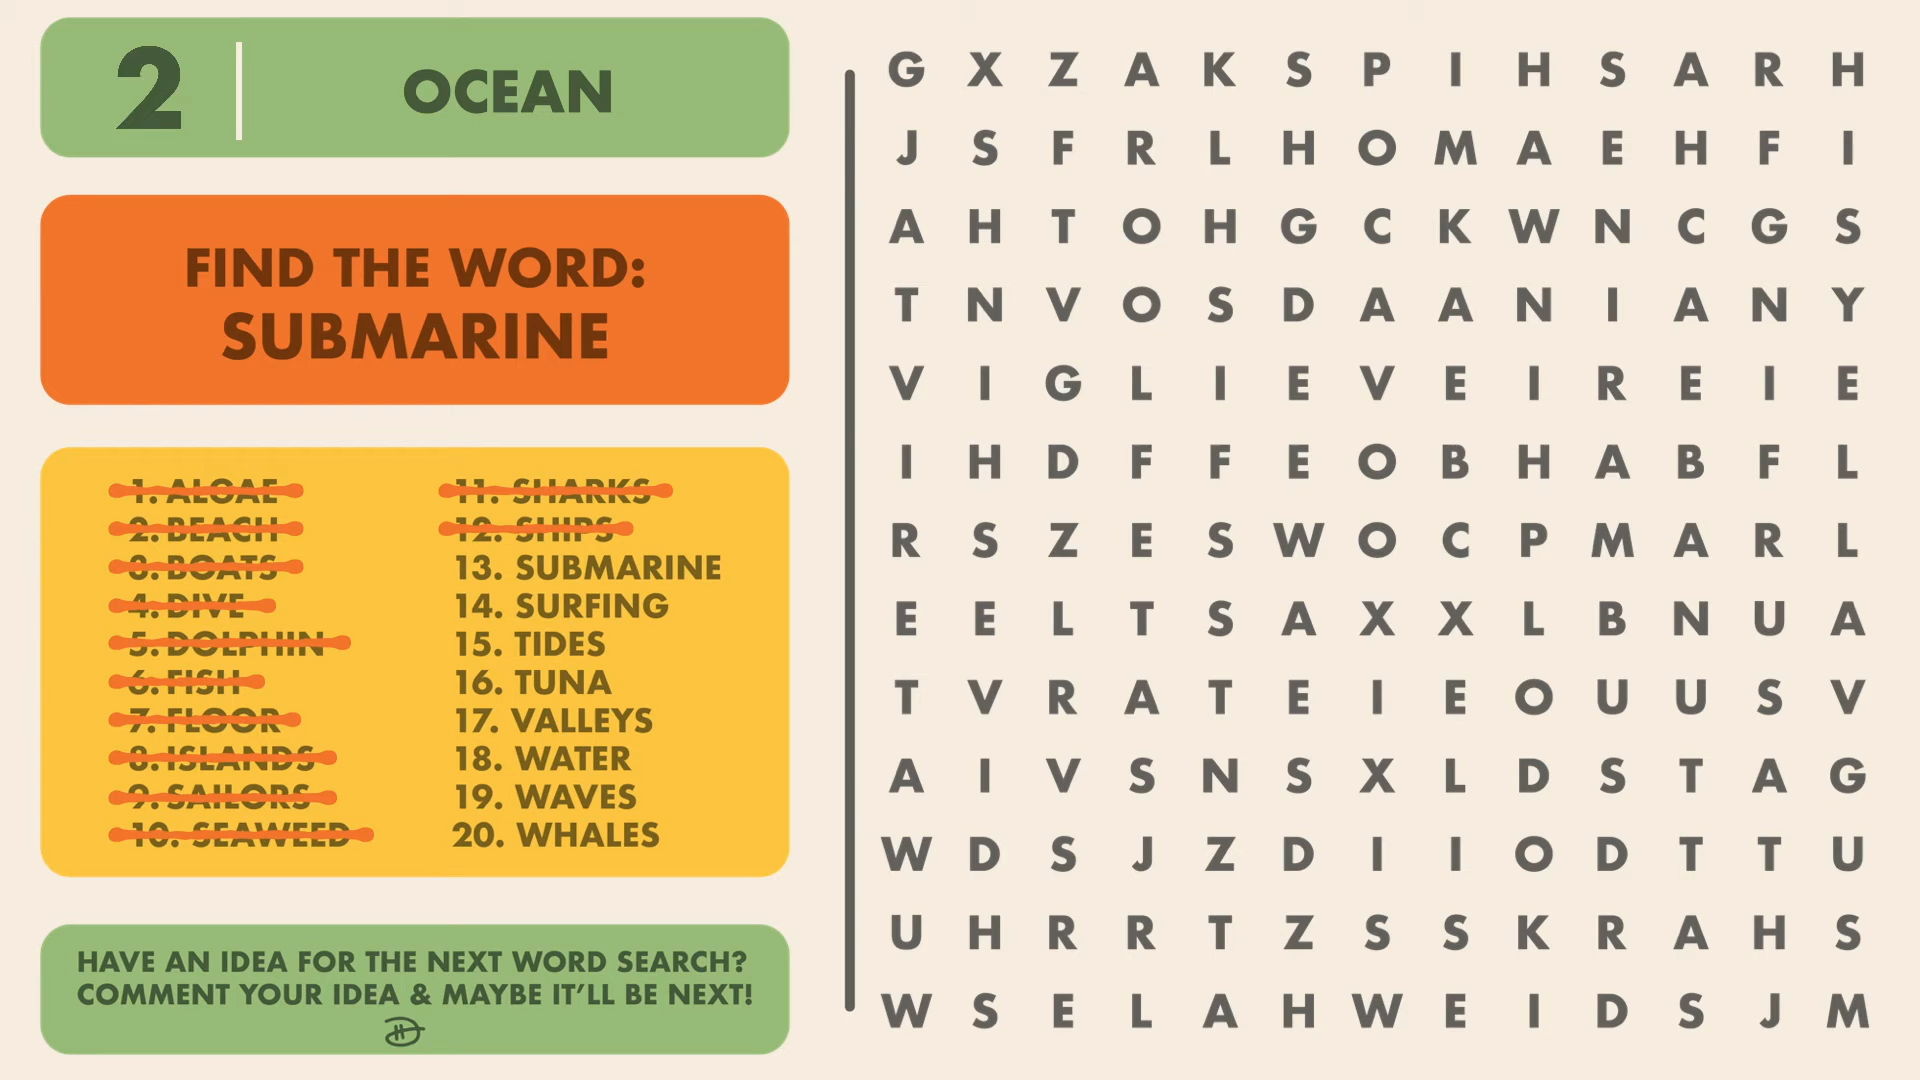 2
OCEAN
FIND THE WORD:
SUBMARINE
1. ALGAE
2. BEACH
3. BOATS
4. DIVE
5. DOLPHIN
6. FISH
7. FLOOR
8. ISLANDS
9. SAILORS
10. SEAWEED
11. SHARKS
12. SHIPS
13. SUBMARINE
14. SURFING
15. TIDES
16. TUNA
17. VALLEYS
18. WATER
19. WAVES
20. WHALES
HAVE AN IDEA FOR THE NEXT WORD SEARCH?
COMMENT YOUR IDEA & MAYBE IT'LL BE NEXT!
G X Z A K S P I H S A R H
J S F R L H O M A E H F I
A H T O H G C K W N C G S
T N V O S D A A N I A N Y
V I G L I E V E I R E I E
I H D F F E O B H A B F L
R S Z E S W O C P M A R L
E E L T S A X X L B N U A
T V R A T E I E O U U S V
A I V S N S X L D S T A G
W D S J Z D I I O D T T U
U H R R T Z S S K R A H S
W S E L A H W E I D S J M